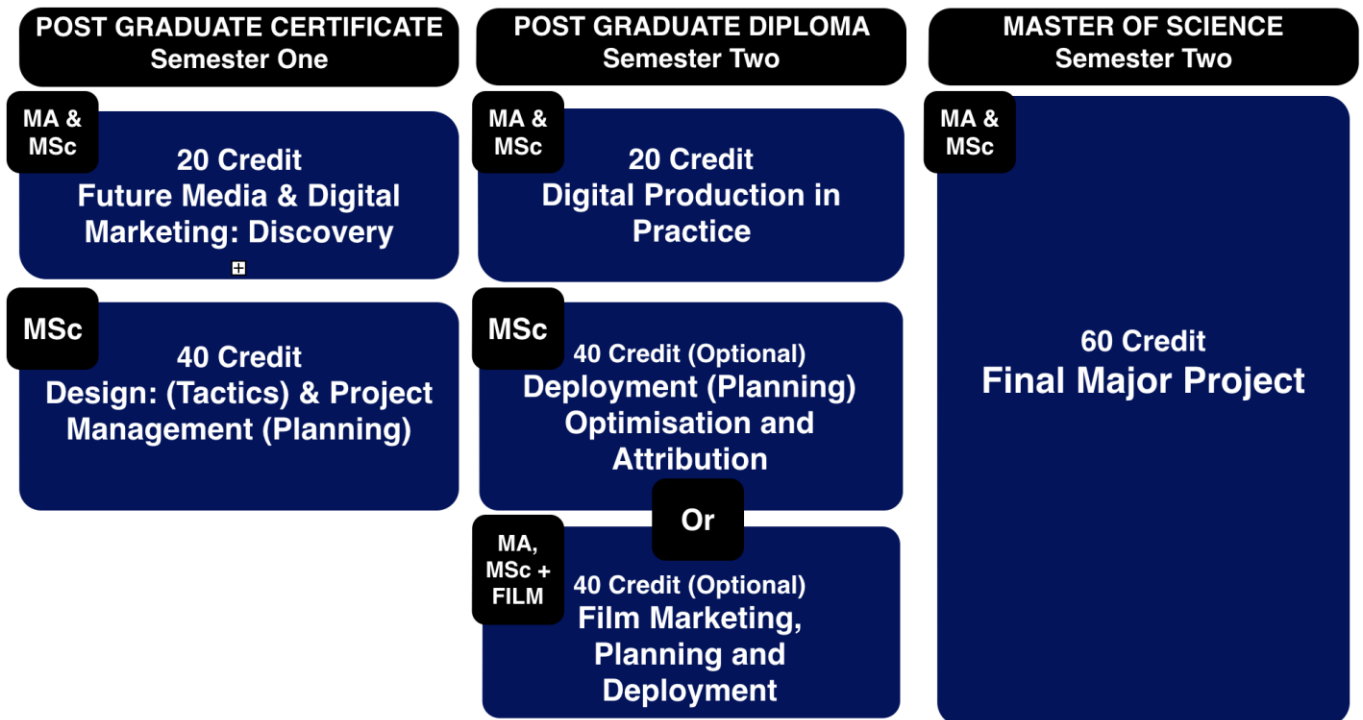 POST GRADUATE CERTIFICATE
Semester One
MA &
MSc
20 Credit
Future Media & Digital
Marketing: Discovery
MSc
40 Credit
Design: (Tactics) & Project
Management (Planning)
POST GRADUATE DIPLOMA
Semester Two
MA &
MSc
20 Credit
Digital Production in
Practice
MSc
40 Credit (Optional)
Deployment (Planning)
Optimisation and
Attribution
Or
MA,
MSc +
FILM
40 Credit (Optional)
Film Marketing,
Planning and
Deployment
MASTER OF SCIENCE
Semester Two
MA &
MSc
60 Credit
Final Major Project